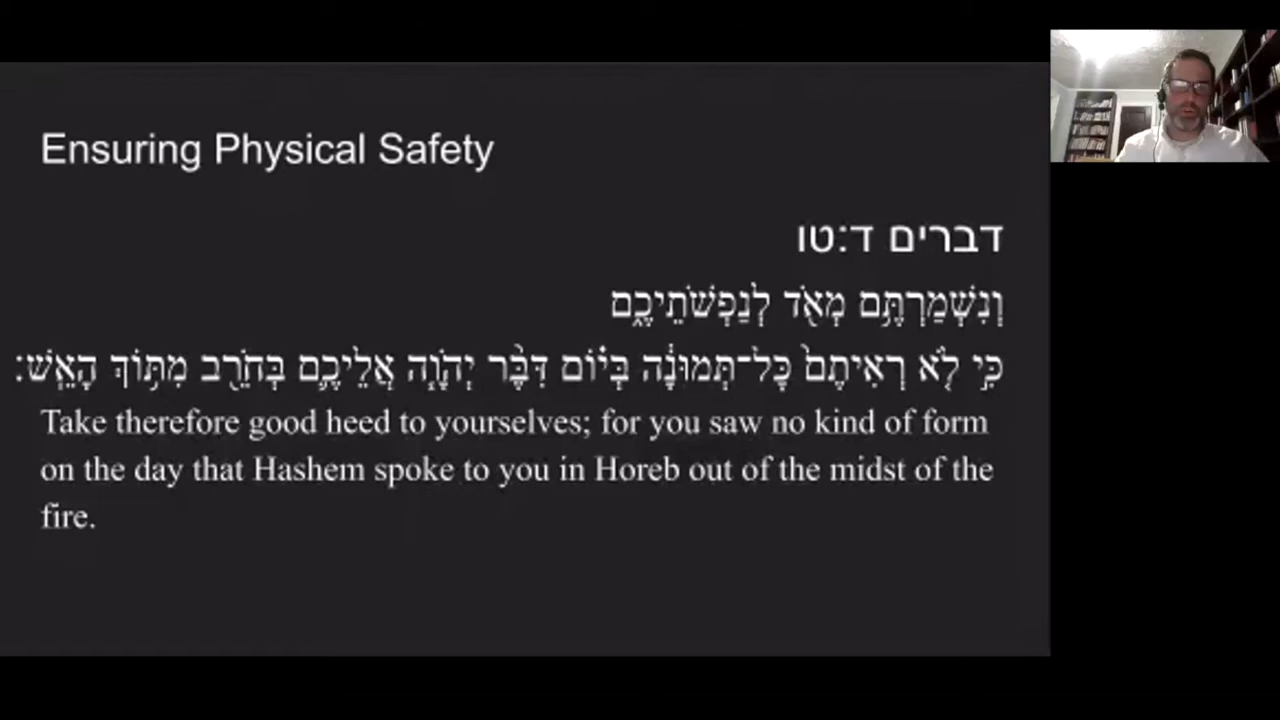 Ensuring Physical Safety
דברים ד:טו
וְנִשְׁמַרְתֶּ֥ם מְאֹ֖ד לְנַפְשֹׁתֵיכֶ֑ם
כִּ֣י לֹ֤א רְאִיתֶם֙ כׇּל־תְּמוּנָ֔ה בְּי֗וֹם דִּבֶּ֨ר יְהֹוָ֧ה אֲלֵיכֶ֛ם בְּחֹרֵ֖ב מִתּ֥וֹךְ הָאֵֽשׁ׃
Take therefore good heed to yourselves; for you saw no kind of form
on the day that Hashem spoke to you in Horeb out of the midst of the
fire.